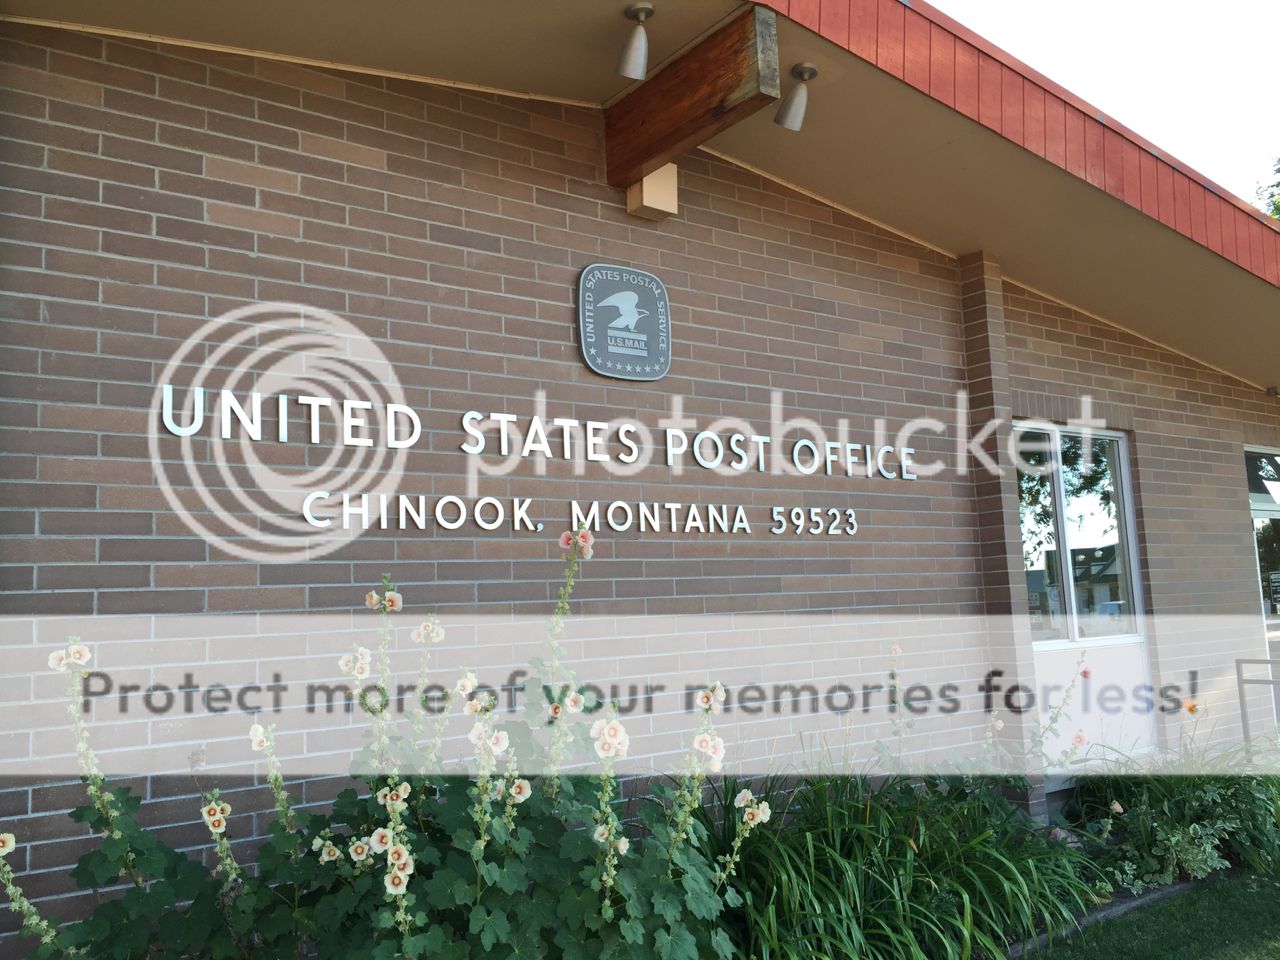 UNITED STATES POSTAL SERVICE
U.S.MAIL
UNITED STATES POST OFFICE
photobucket
CHINOOK, MONTANA 59523
Protect more of your memories for less!